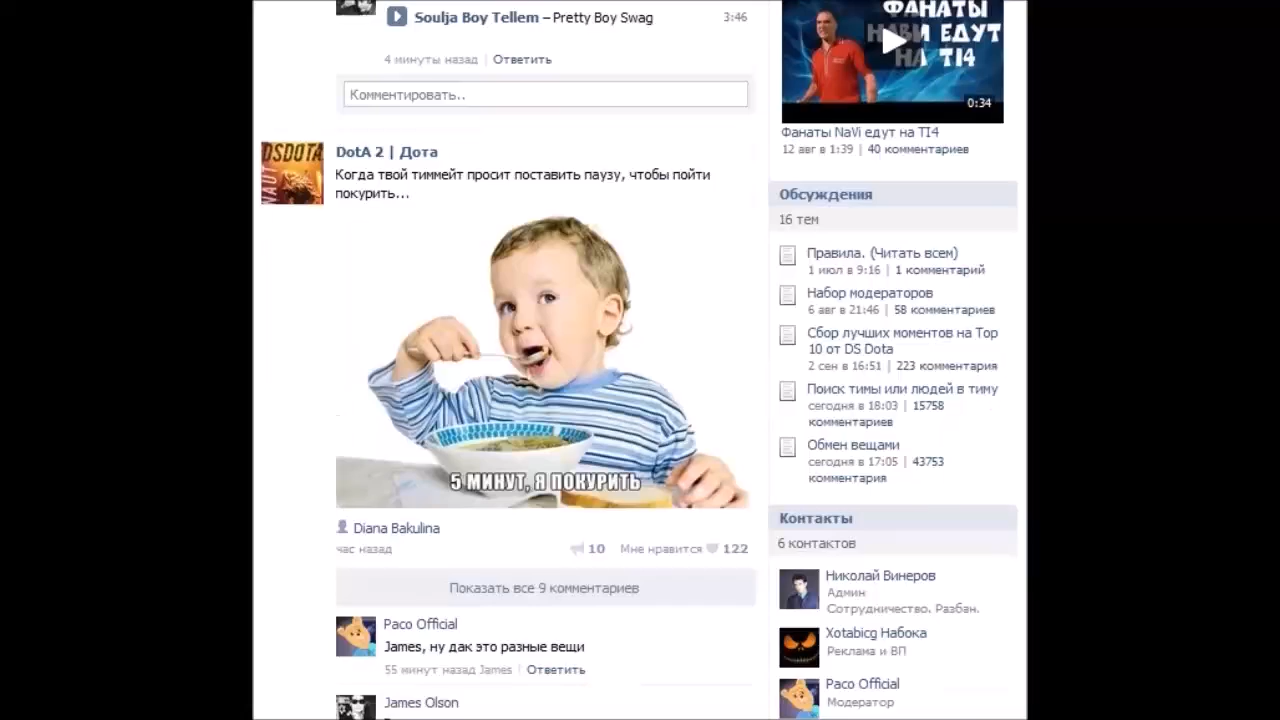 Soulja Boy Tellem – Pretty Boy Swag 3:46
4 минуты назад | Ответить
Комментировать..
DSDOTA
NAUT
DotA 2 | Дота
Когда твой тиммейт просит поставить паузу, чтобы пойти
покурить...
5 МИНУТ, Я ПОКУРИТЬ
Diana Bakulina
час назад 10 Мне нравится 122
Показать все 9 комментариев
Paco Official
James, ну дак это разные вещи
55 минут назад James | Ответить
James Olson
ФАНАТЫ
НАВИ ЕДУТ
НА TI4
0:34
Фанаты NaVi едут на TI4
12 авг в 1:39 | 40 комментариев
Обсуждения
16 тем
Правила. (Читать всем)
1 июл в 9:16 | 1 комментарий
Набор модераторов
6 авг в 21:46 | 58 комментариев
Сбор лучших моментов на Top
10 от DS Dota
2 сен в 16:51 | 223 комментария
Поиск тимы или людей в тиму
сегодня в 18:03 | 15758
комментариев
Обмен вещами
сегодня в 17:05 | 43753
комментария
Контакты
6 контактов
Николай Винеров
Админ
Сотрудничество. Разбан.
Xotabicg Набока
Реклама и ВП
Paco Official
Модератор